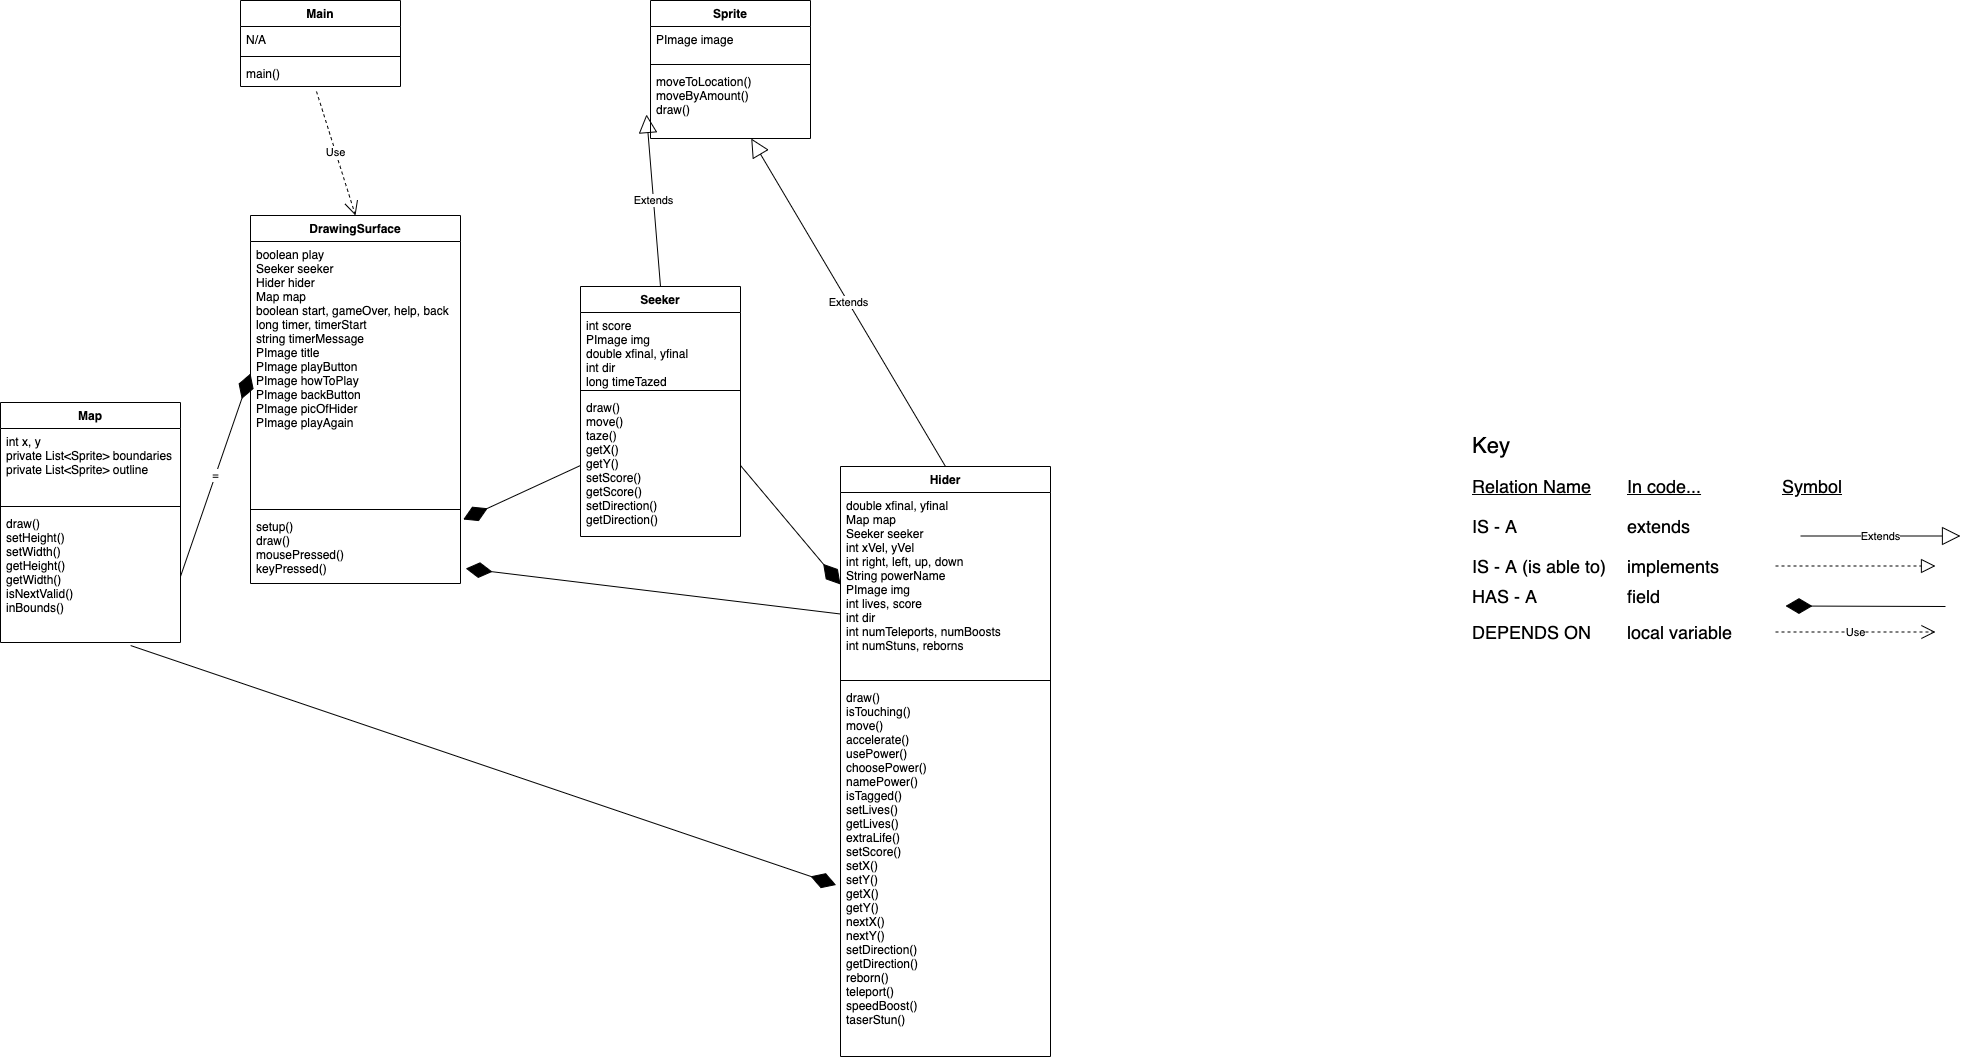 Main
N/A
main()
Use
Sprite
PImage image
moveToLocation()
moveByAmount()
draw()
Extends
Extends
DrawingSurface
boolean play
Seeker seeker
Hider hider
Map map
boolean start, gameOver, help, back
long timer, timerStart
string timerMessage
PImage title
PImage playButton
PImage howToPlay
PImage backButton
PImage picOfHider
PImage playAgain
setup()
draw()
mousePressed()
keyPressed()
Seeker
int score
PImage img
double xfinal, yfinal
int dir
long timeTazed
draw()
move()
taze()
getX()
getY()
setScore()
getScore()
setDirection()
getDirection()
Map
int x, y
private List<Sprite> boundaries
private List<Sprite> outline
draw()
setHeight()
setWidth()
getHeight()
getWidth()
isNextValid()
inBounds()
=
Hider
double xfinal, yfinal
Map map
Seeker seeker
int xVel, yVel
int right, left, up, down
String powerName
PImage img
int lives, score
int dir
int numTeleports, numBoosts
int numStuns, reborns
draw()
isTouching()
move()
accelerate()
usePower()
choosePower()
namePower()
isTagged()
setLives()
getLives()
extraLife()
setScore()
setX()
setY()
getX()
getY()
nextX()
nextY()
setDirection()
getDirection()
reborn()
teleport()
speedBoost()
taserStun()
Key
Relation Name In code... Symbol
IS - A extends Extends
IS - A (is able to) implements
HAS - A field
DEPENDS ON local variable Use